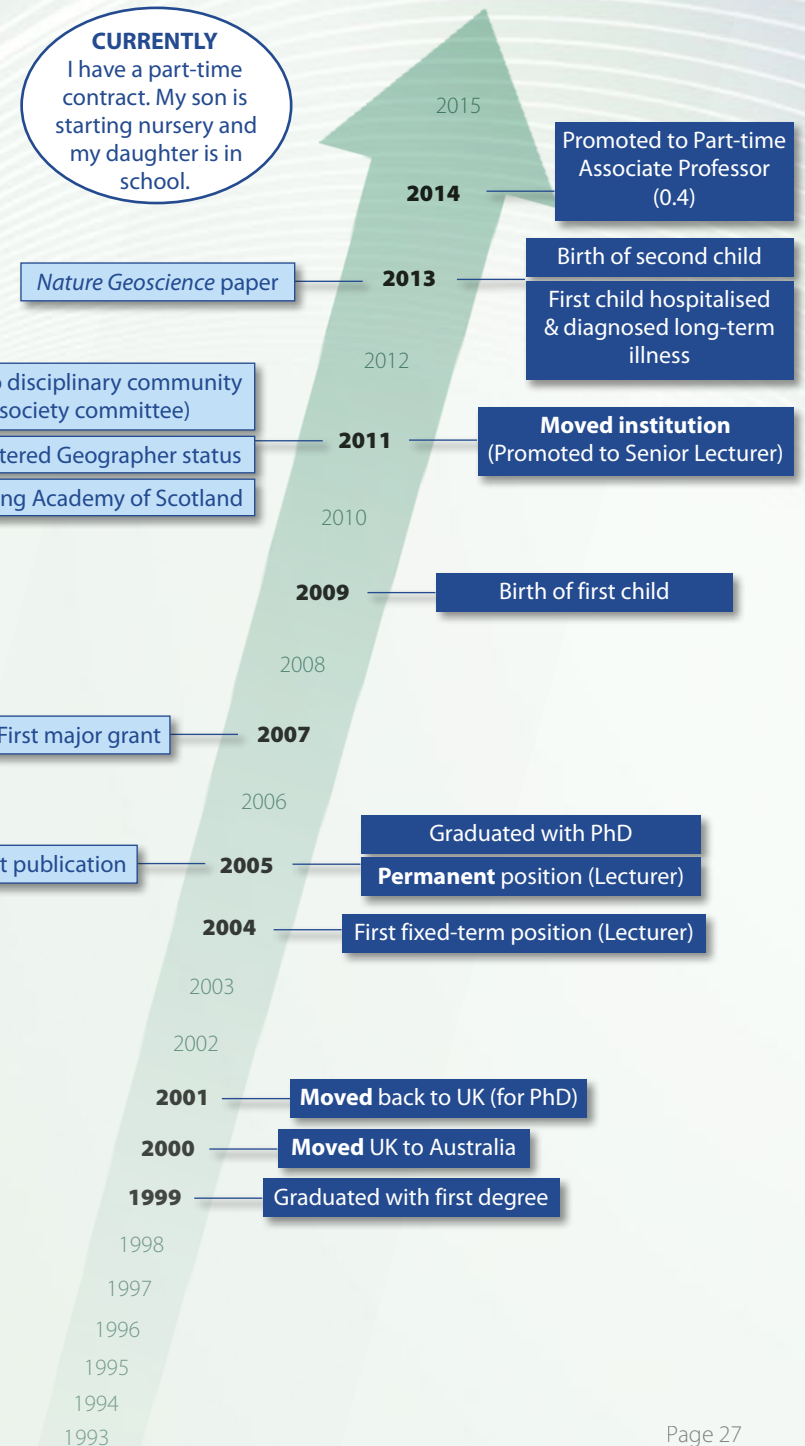 CURRENTLY
I have a part-time
contract. My son is
starting nursery and
my daughter is in
school.
2015
Promoted to Part-time
Associate Professor
(0.4)
2014
Birth of second child
Nature Geoscience paper
2013
First child hospitalised
& diagnosed long-term
illness
2012
disciplinary community
society committee)
Moved institution
(Promoted to Senior Lecturer)
2011
tered Geographer status
ng Academy of Scotland
2010
2009
Birth of first child
2008
First major grant
2007
2006
t publication
2005
Graduated with PhD
Permanent position (Lecturer)
2004
First fixed-term position (Lecturer)
2003
2002
2001
Moved back to UK (for PhD)
2000
Moved UK to Australia
1999
Graduated with first degree
1998
1997
1996
1995
1994
1993
Page 27